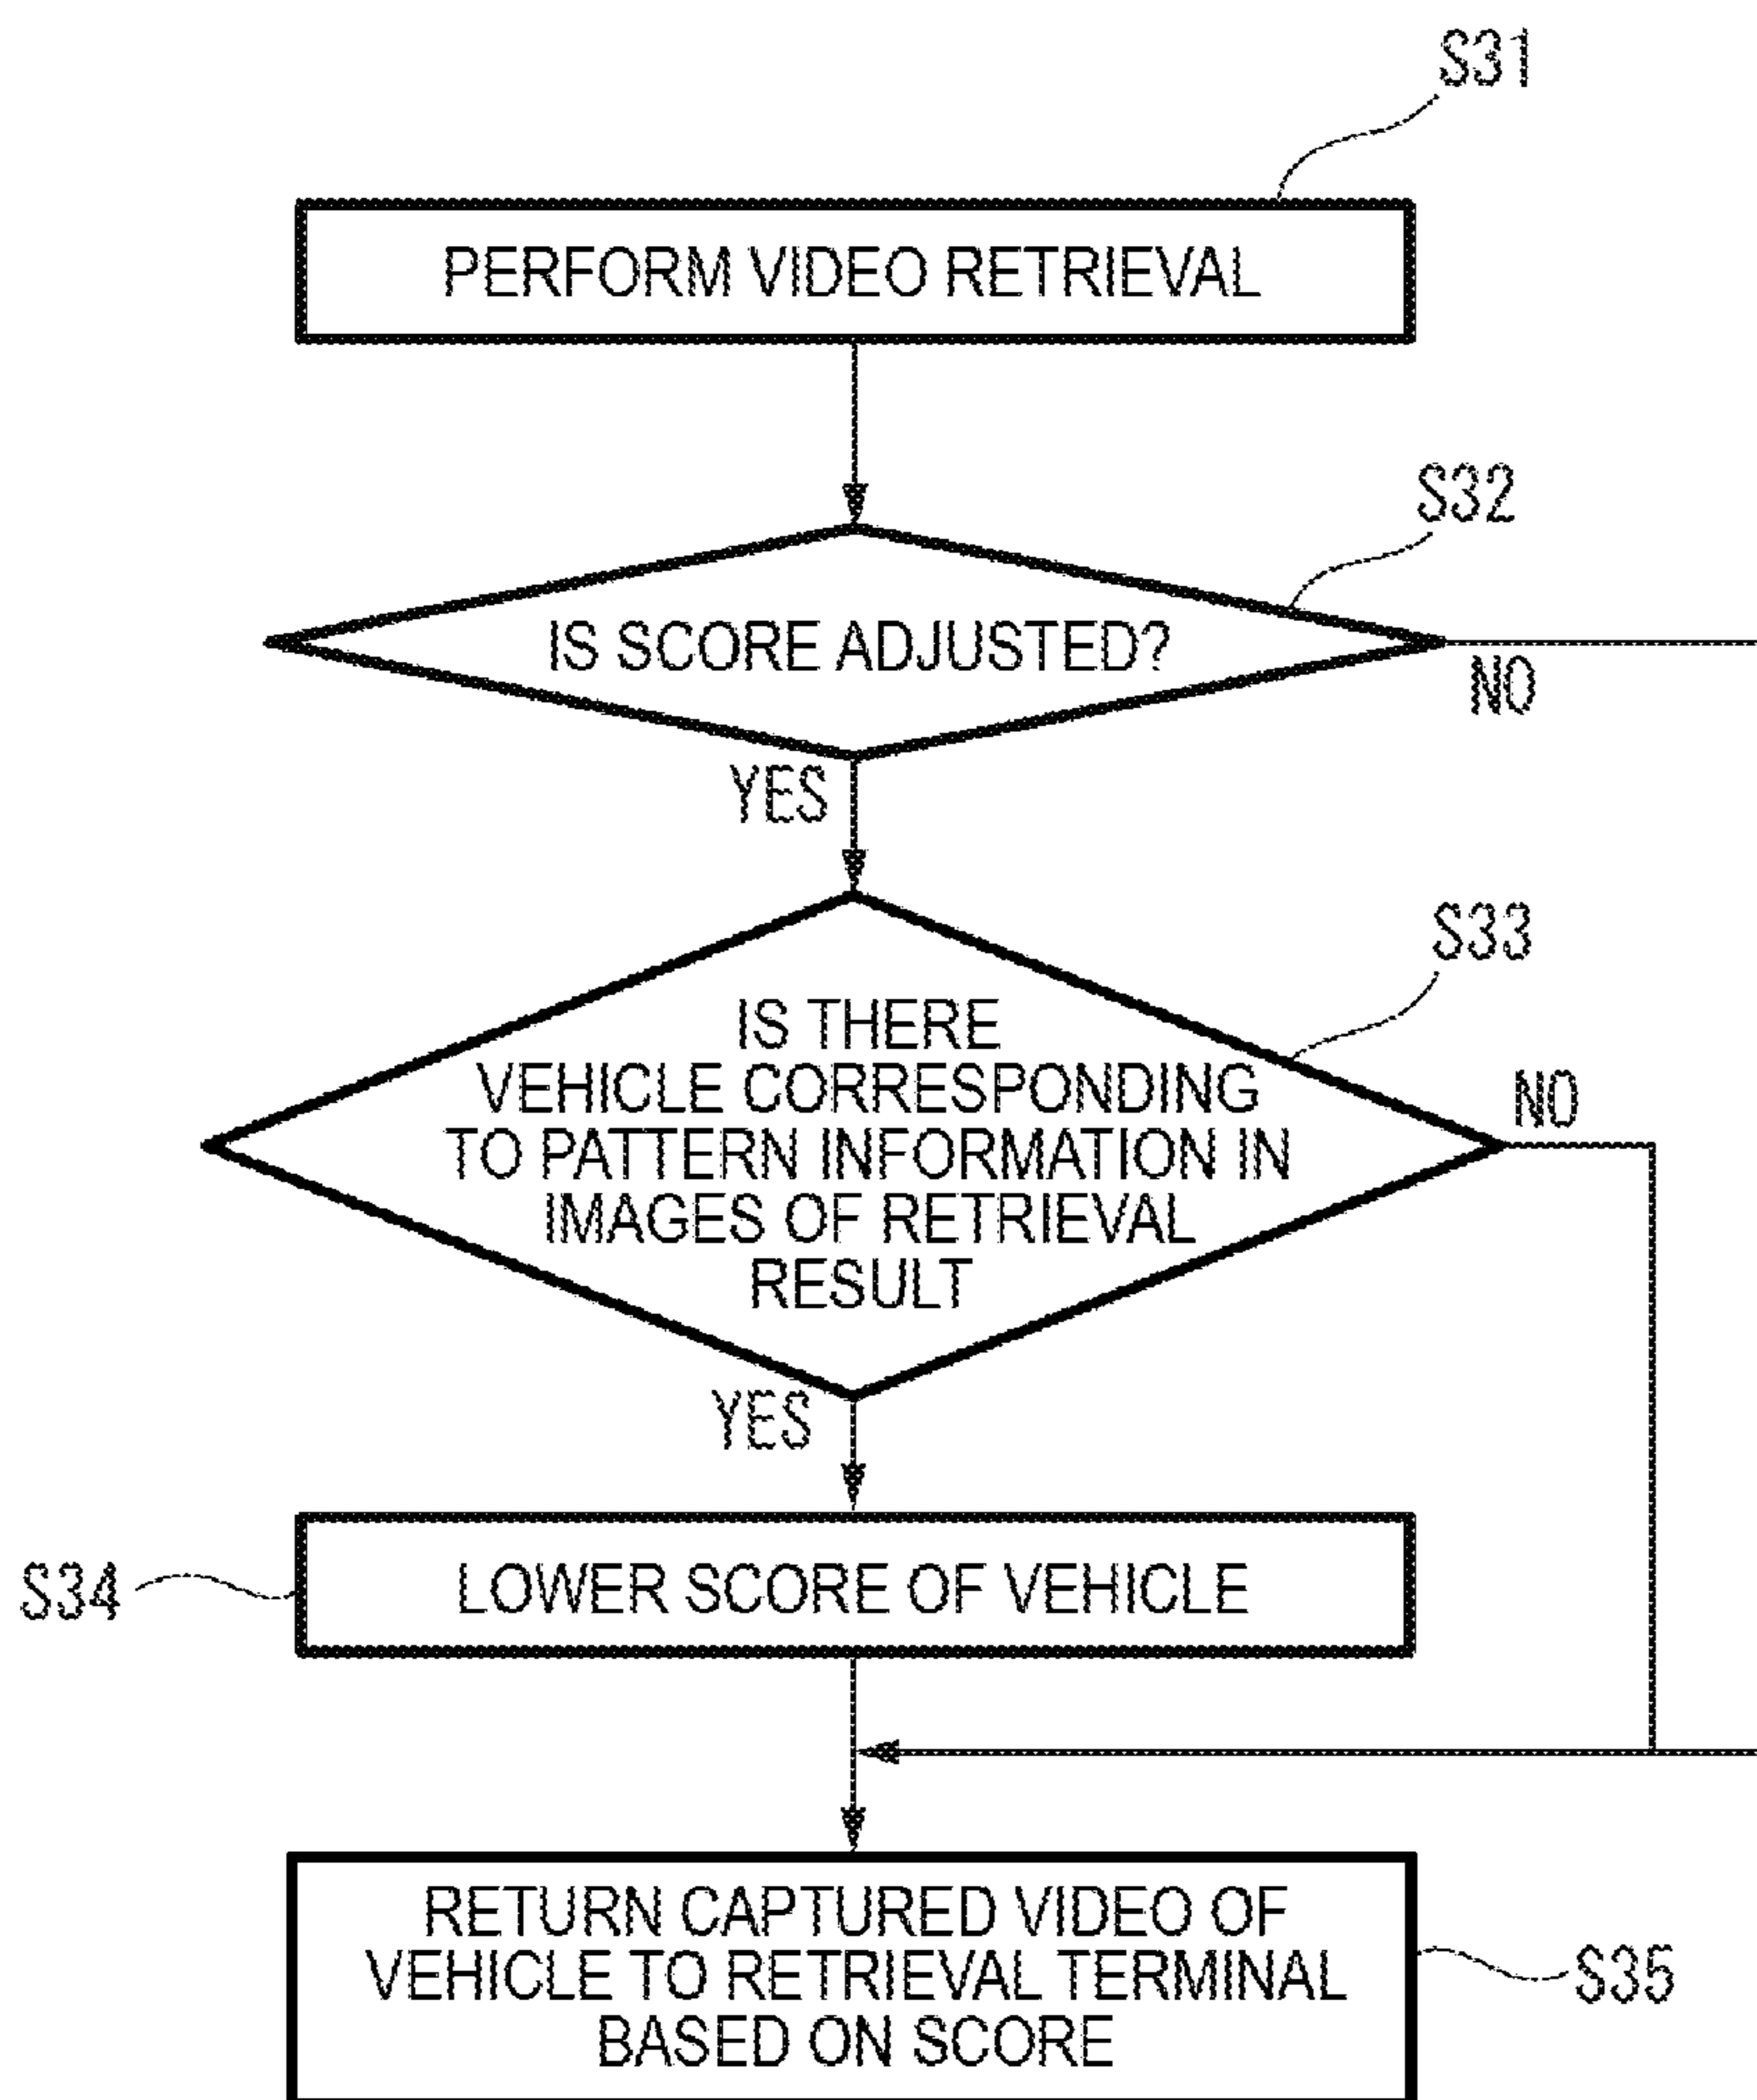 S31
PERFORM VIDEO RETRIEVAL
S32
IS SCORE ADJUSTED?
NO
YES
S33
IS THERE
VEHICLE CORRESPONDING
TO PATTERN INFORMATION IN
IMAGES OF RETRIEVAL
RESULT
NO
YES
S34
LOWER SCORE OF VEHICLE
RETURN CAPTURED VIDEO OF
VEHICLE TO RETRIEVAL TERMINAL
BASED ON SCORE
S35